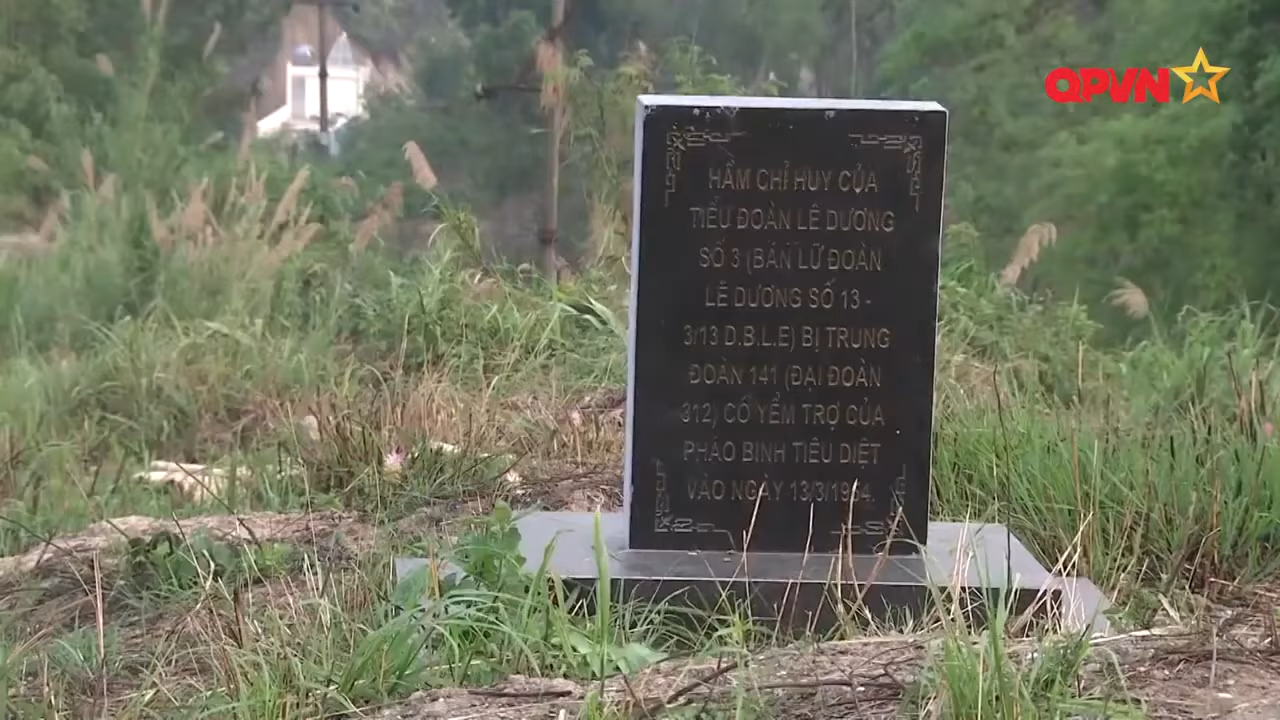 QPVN
HẦM CHỈ HUY CỦA
TIỂU ĐOÀN LÊ DƯƠNG
SỐ 3 (BÁN LỮ ĐOÀN
LÊ DƯƠNG SỐ 13 -
3/13 D.B.L.E) BỊ TRUNG
ĐOÀN 141 (ĐẠI ĐOÀN
312) CÓ YỂM TRỢ CỦA
PHÁO BINH TIÊU DIỆT
VÀO NGÀY 13/3/1954.